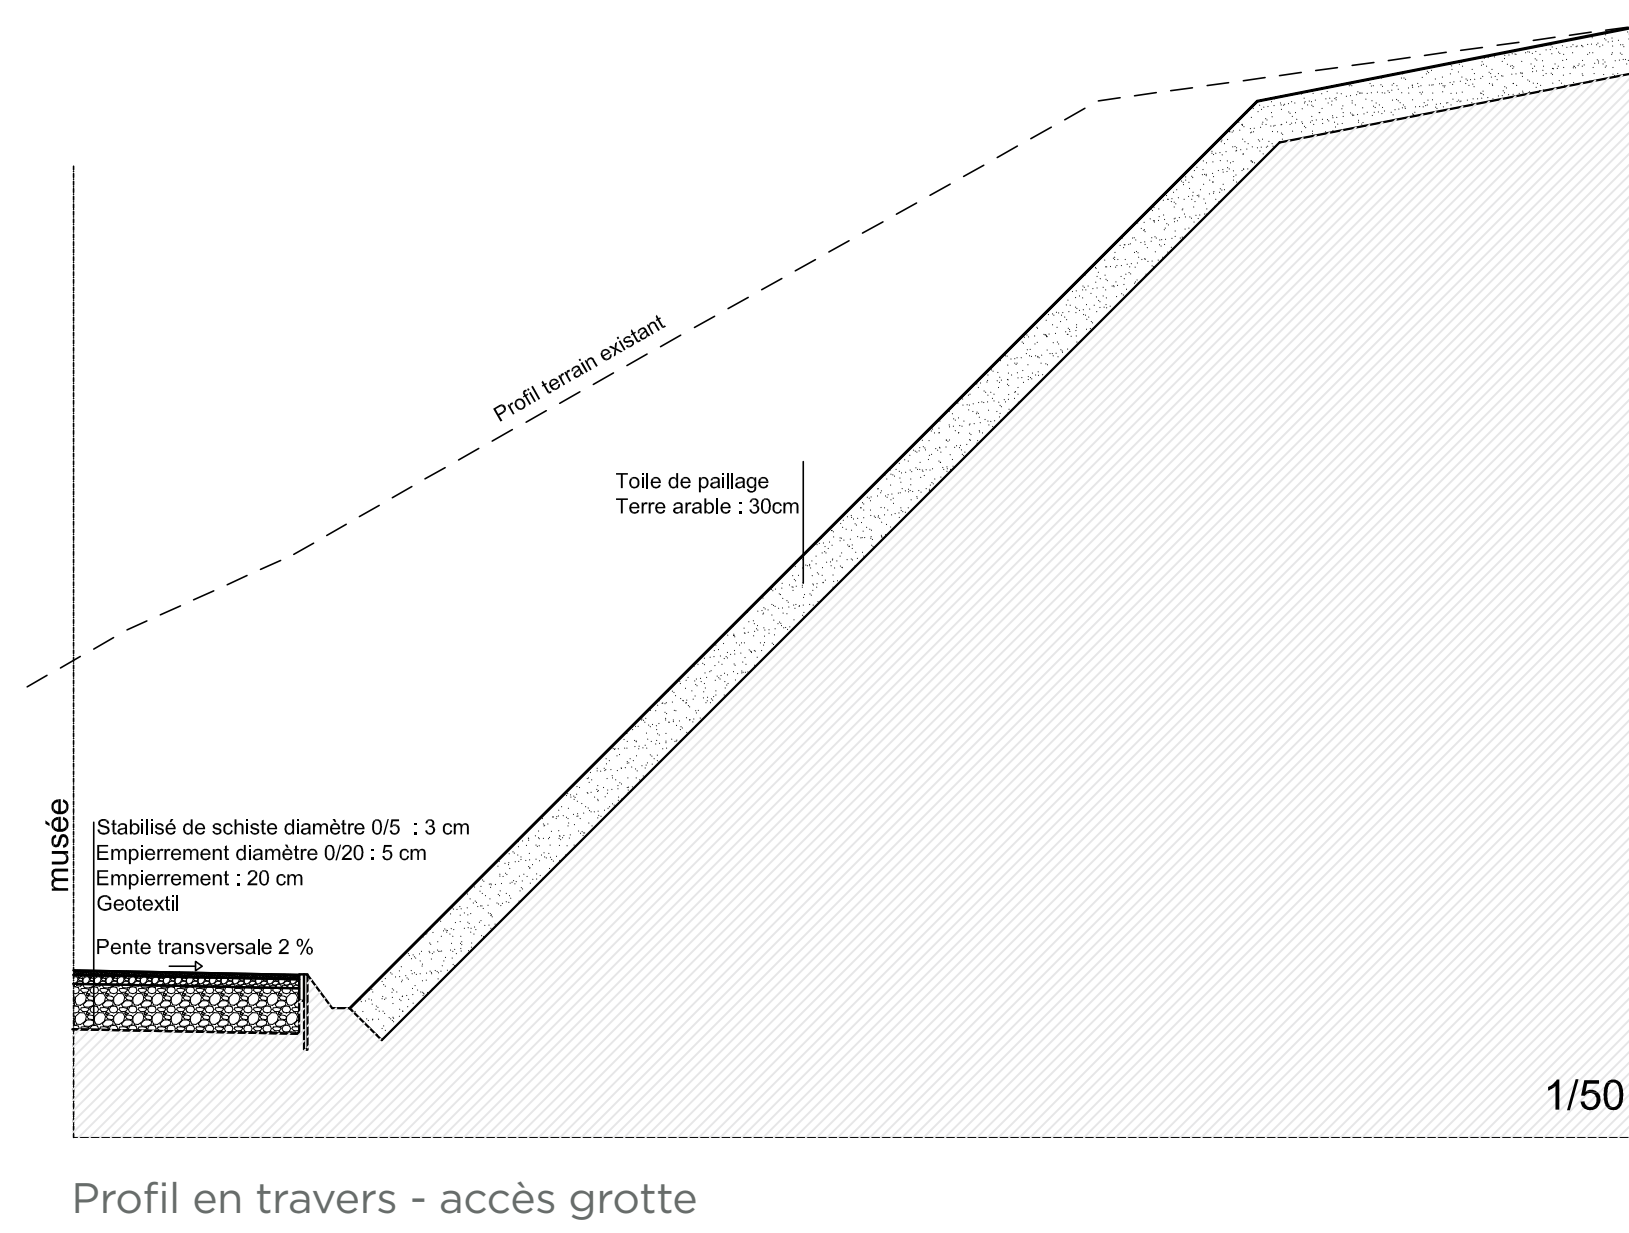 Profil terrain existant
Toile de paillage
Terre arable : 30cm
musée
Stabilisé de schiste diamètre 0/5 : 3 cm
Empierrement diamètre 0/20 : 5 cm
Empierrement : 20 cm
Geotextil
Pente transversale 2 %
1/50
Profil en travers - accès grotte